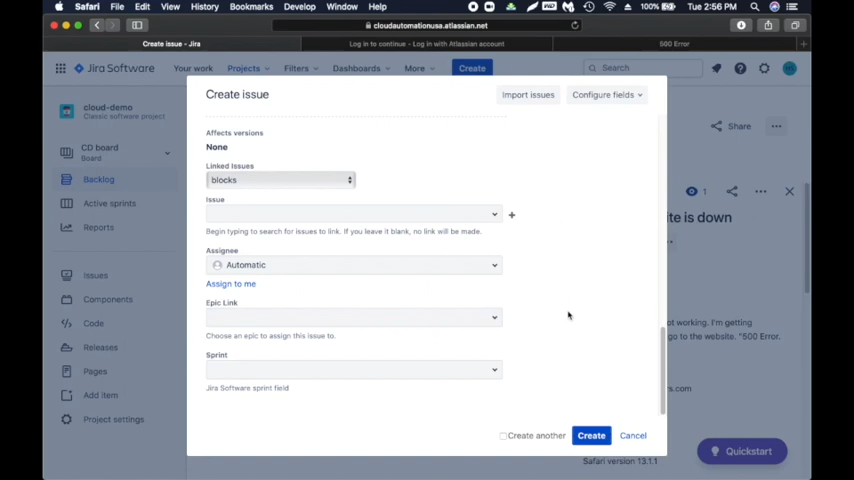 Safari File Edit View History Bookmarks Develop Window Help 100% Tue 2:56 PM
cloudautomationusa.atlassian.net
Create issue - Jira Log in to continue - Log in with Atlassian account 500 Error
Jira Software Your work Projects Filters Dashboards More Create Search
Create issue Import issues Configure fields
cloud-demo
Classic software project
CD board
Board
Backlog
Active sprints
Reports
Issues
Components
Code
Releases
Pages
Add item
Project settings
Affects versions
None
Linked Issues
blocks
Issue
Begin typing to search for issues to link. If you leave it blank, no link will be made.
Assignee
Automatic
Assign to me
Epic Link
Choose an epic to assign this issue to.
Sprint
Jira Software sprint field
Create another Create Cancel
Share
1
te is down
ot working. I'm getting
go to the website. "500 Error.
s.com
Quickstart
Safari version 13.1.1